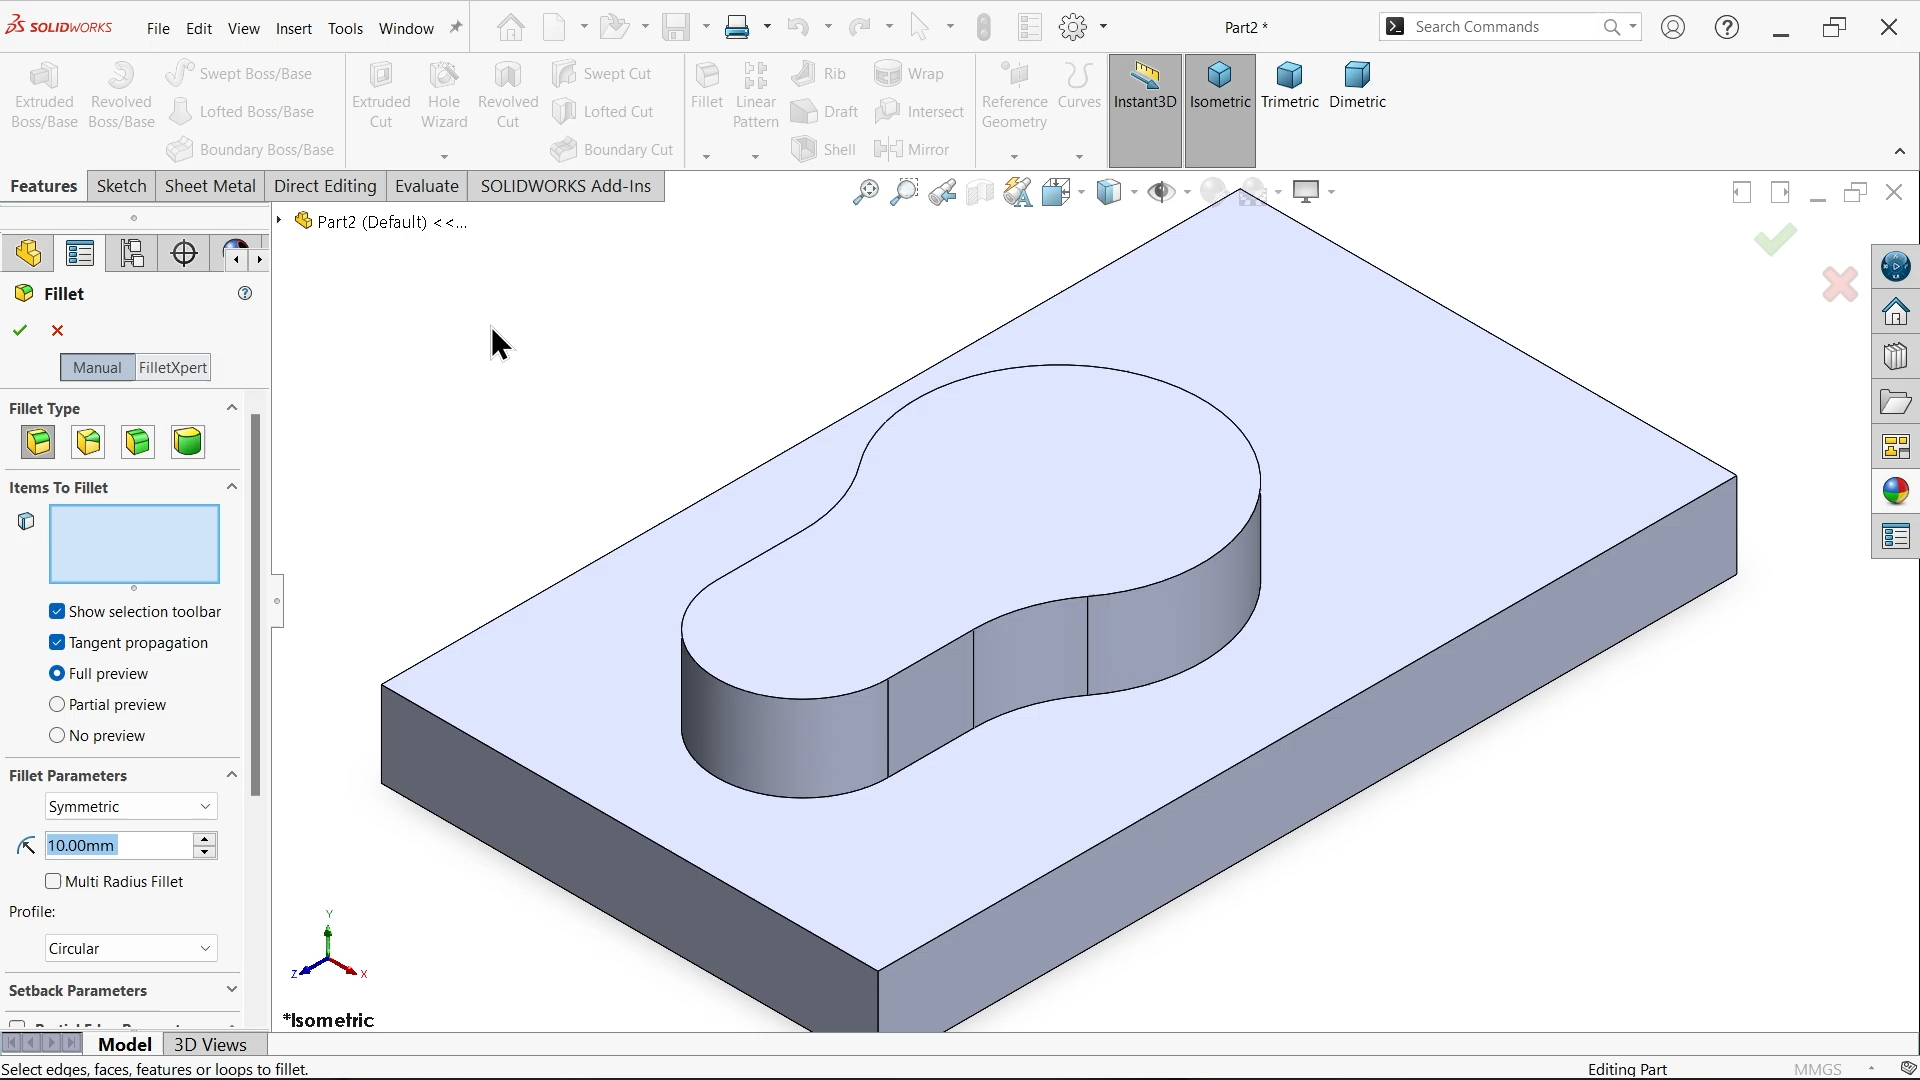 SOLIDWORKS File Edit View Insert Tools Window Part2 * Search Commands
Extruded Boss/Base
Revolved Boss/Base
Swept Boss/Base
Lofted Boss/Base
Boundary Boss/Base
Extruded Cut
Hole Wizard
Revolved Cut
Swept Cut
Lofted Cut
Boundary Cut
Fillet
Linear Pattern
Rib
Draft
Shell
Wrap
Intersect
Mirror
Reference Geometry
Curves
Instant3D
Isometric
Trimetric
Dimetric
Features Sketch Sheet Metal Direct Editing Evaluate SOLIDWORKS Add-Ins
Part2 (Default) <<...
Fillet
Manual FilletXpert
Fillet Type
Items To Fillet
Show selection toolbar
Tangent propagation
Full preview
Partial preview
No preview
Fillet Parameters
Symmetric
10.00mm
Multi Radius Fillet
Profile:
Circular
Setback Parameters
Y
Z X
*Isometric
Model 3D Views
Select edges, faces, features or loops to fillet. Editing Part MMGS